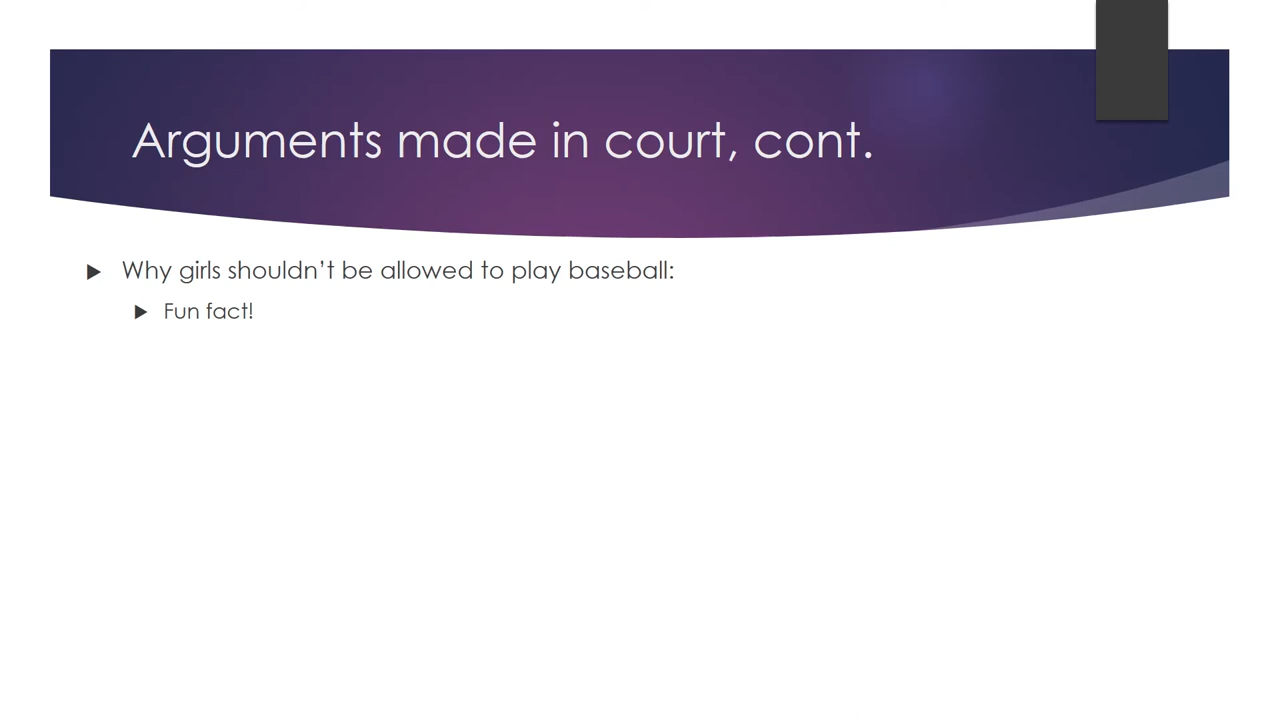 Arguments made in court, cont.
Why girls shouldn’t be allowed to play baseball:
Fun fact!